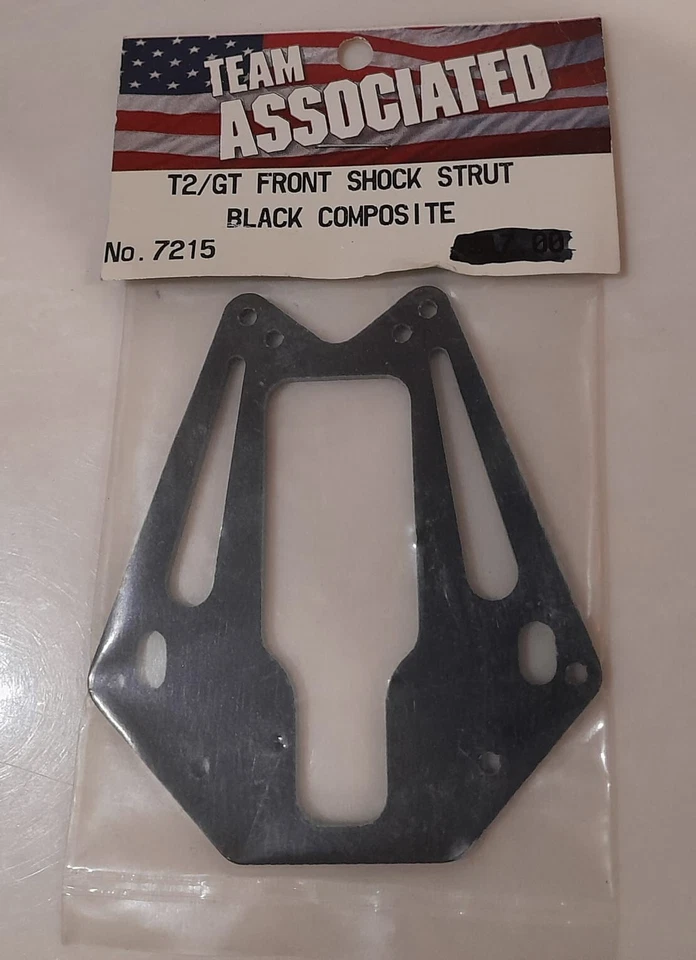 TEAM
ASSOCIATED
T2/GT FRONT SHOCK STRUT
BLACK COMPOSITE
No. 7215